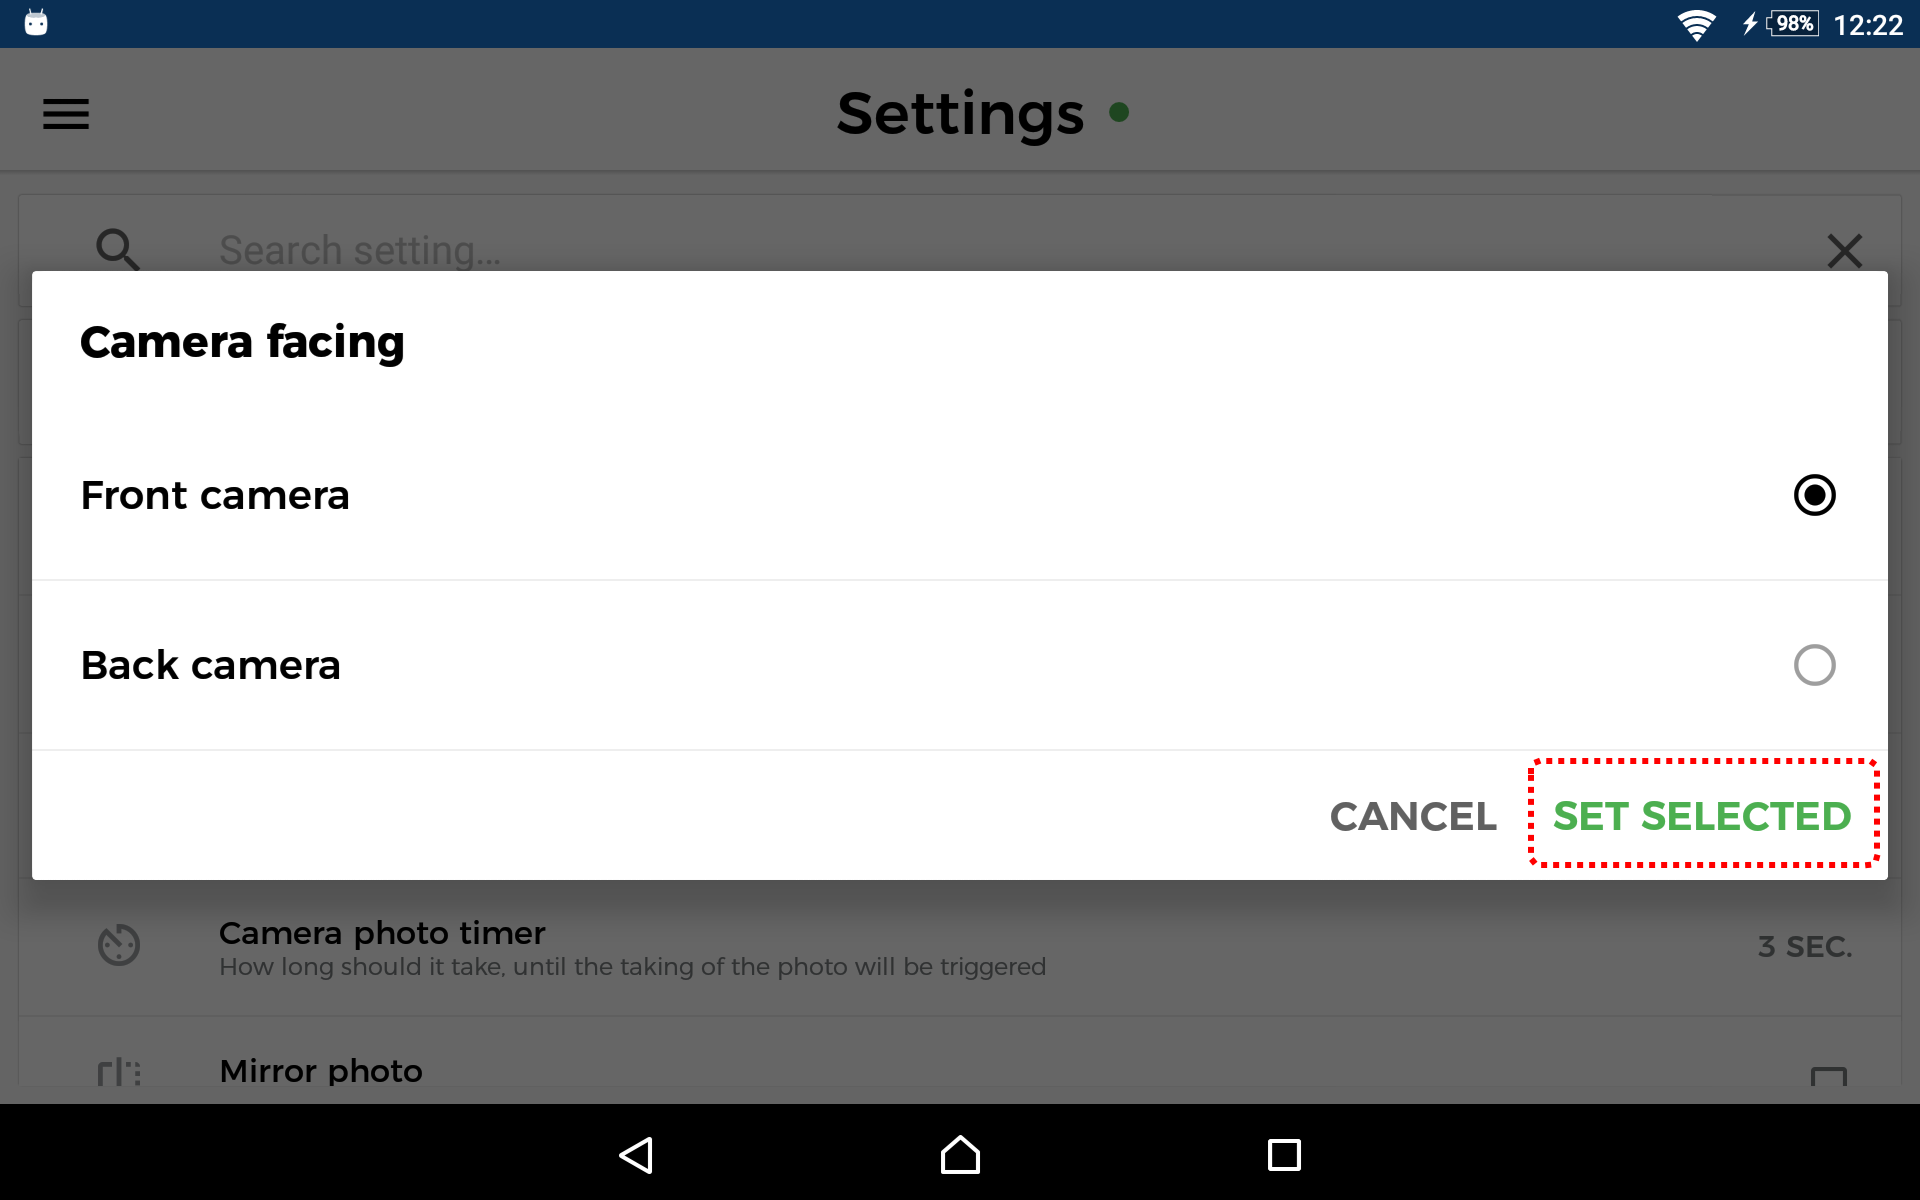 98% 12:22
Settings
Search setting...
Camera facing
Front camera
Back camera
CANCEL SET SELECTED
Camera photo timer
How long should it take, until the taking of the photo will be triggered
3 SEC.
Mirror photo